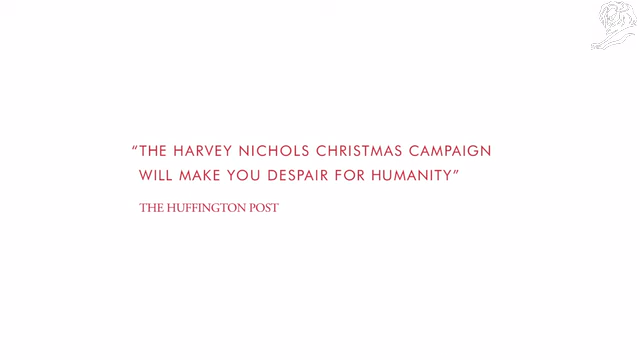 “THE HARVEY NICHOLS CHRISTMAS CAMPAIGN
WILL MAKE YOU DESPAIR FOR HUMANITY”
THE HUFFINGTON POST